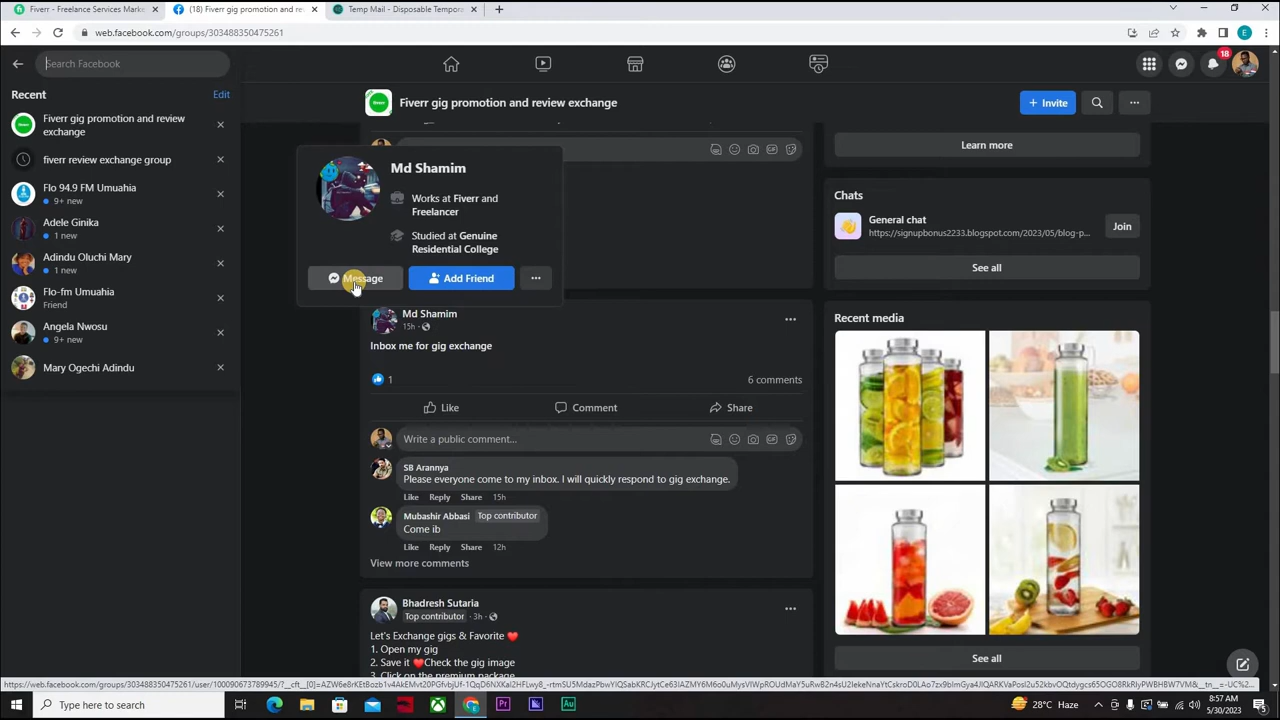 Fiverr - Freelance Services Marke
(18) Fiverr gig promotion and rev
Temp Mail - Disposable Tempora
web.facebook.com/groups/303488350475261
E
Search Facebook
18
Recent
Edit
Fiverr gig promotion and review
exchange
fiverr review exchange group
Flo 94.9 FM Umuahia
9+ new
Adele Ginika
1 new
Adindu Oluchi Mary
1 new
Flo-fm Umuahia
Friend
Angela Nwosu
9+ new
Mary Ogechi Adindu
fiverr.
Fiverr gig promotion and review exchange
+ Invite
Md Shamim
Works at Fiverr and
Freelancer
Studied at Genuine
Residential College
Message
Add Friend
Md Shamim
15h
Inbox me for gig exchange
1
6 comments
Like
Comment
Share
Write a public comment...
SB Arannya
Please everyone come to my inbox. I will quickly respond to gig exchange.
Like Reply Share 15h
Mubashir Abbasi Top contributor
Come ib
Like Reply Share 12h
View more comments
Bhadresh Sutaria
Top contributor · 3h
Let's Exchange gigs & Favorite ❤️
1. Open my gig
2. Save it ❤️Check the gig image
3. Click on the premium package
Learn more
Chats
General chat
https://signupbonus2233.blogspot.com/2023/05/blog-p...
Join
See all
Recent media
See all
Type here to search
28°C Haze
8:57 AM
5/30/2023